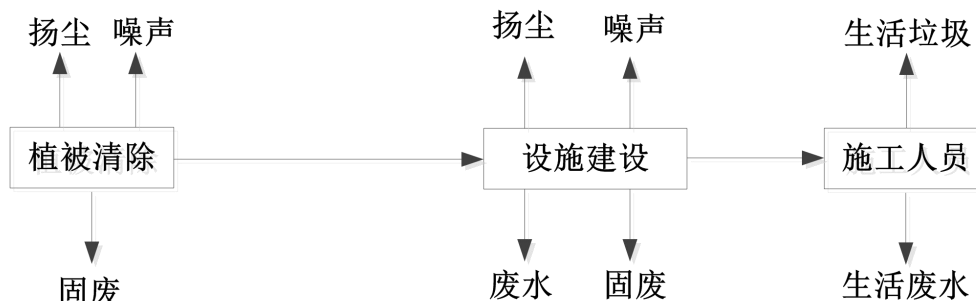 扬尘 噪声 扬尘 噪声 生活垃圾
植被清除 设施建设 施工人员
固废 废水 固废 生活废水